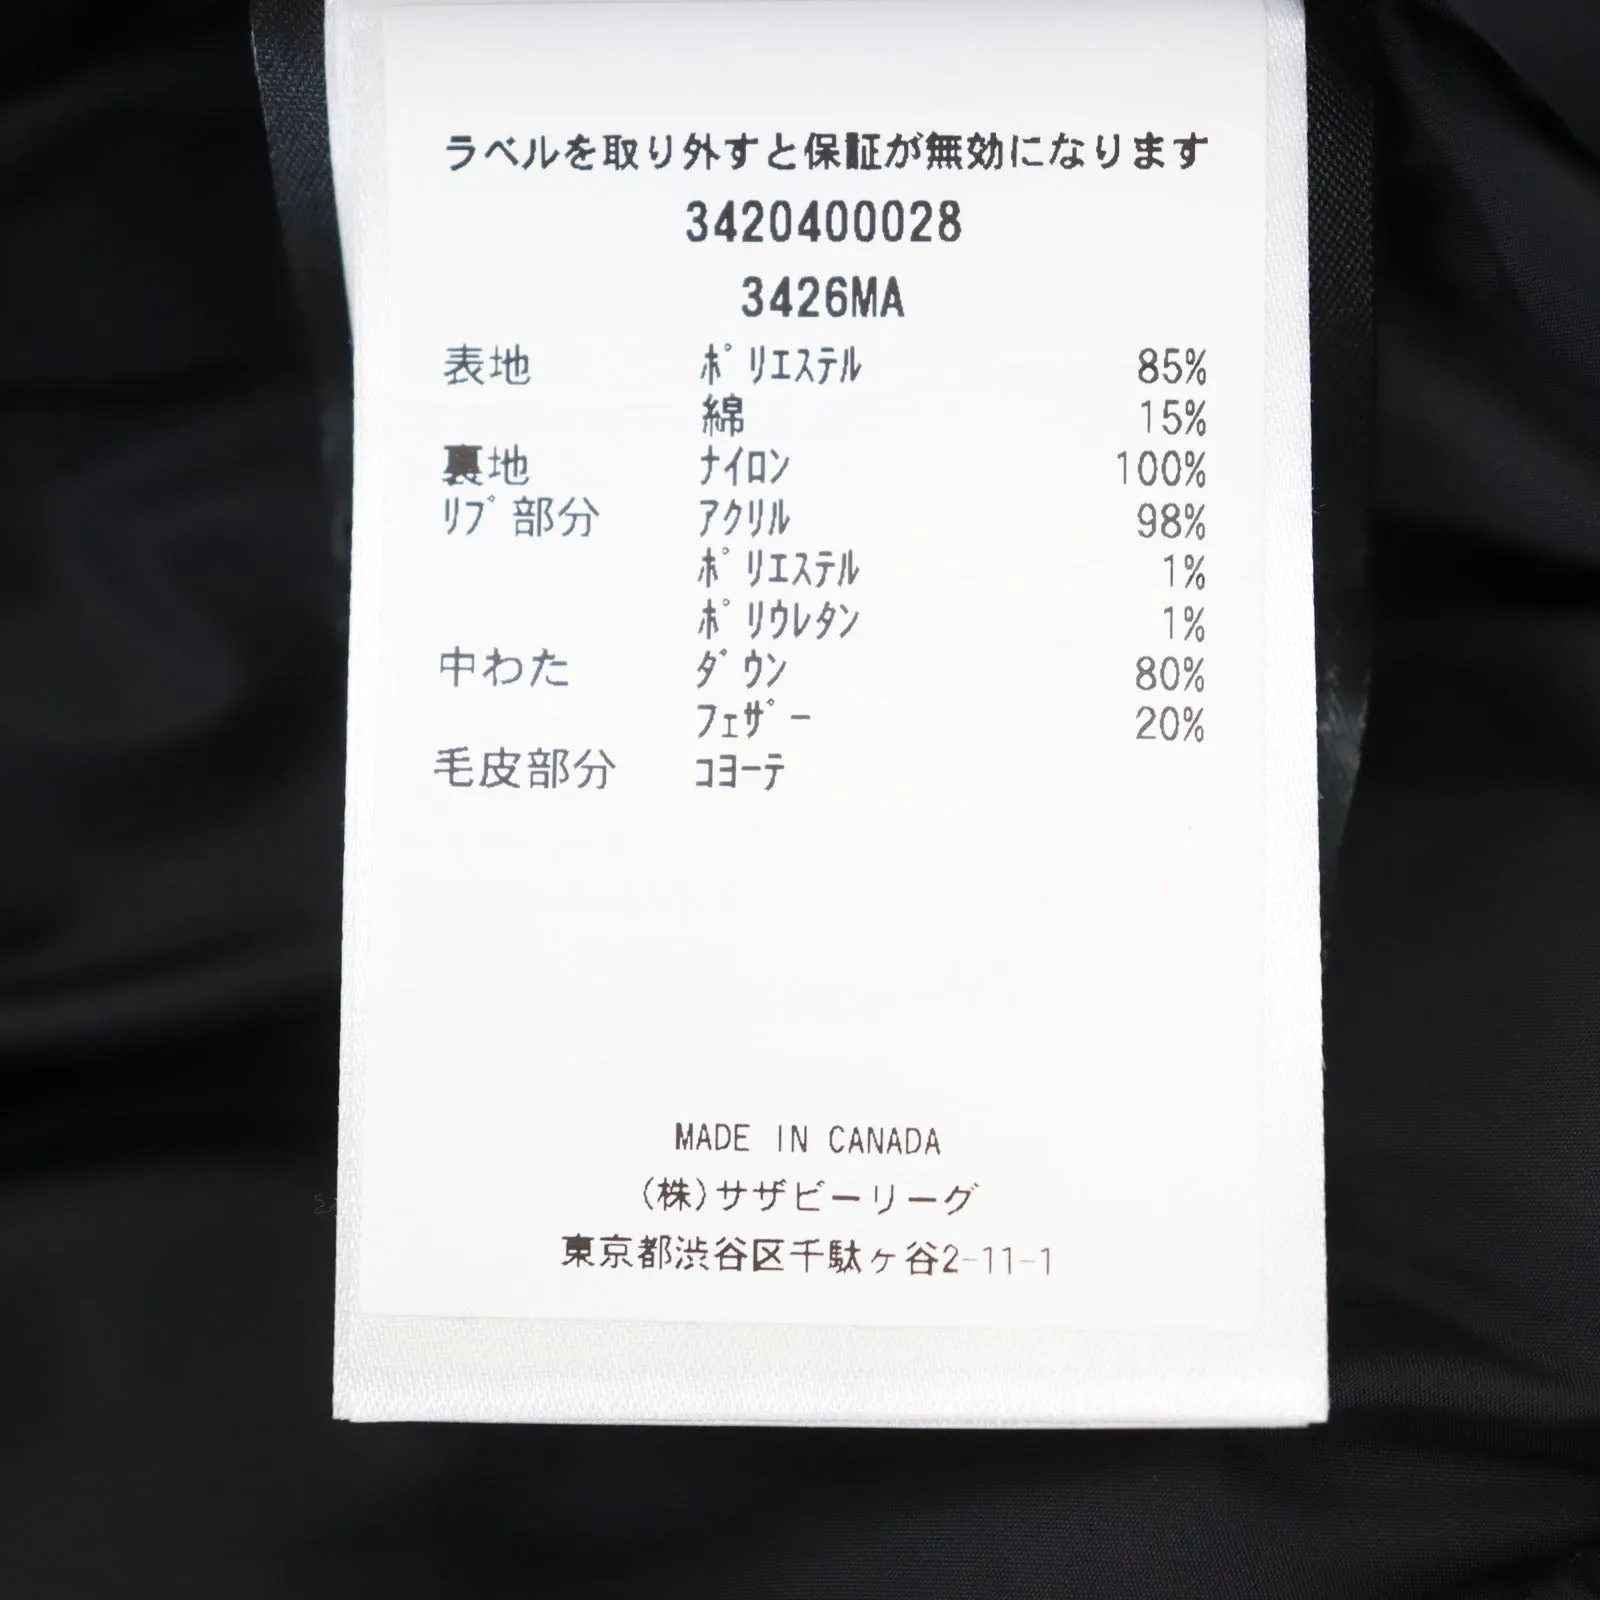 ラベルを取り外すと保証が無効になります
3420400028
3426MA
表地 ﾎﾟﾘｴｽﾃﾙ 85%
綿 15%
裏地 ﾅｲﾛﾝ 100%
ﾘﾌﾞ部分 ｱｸﾘﾙ 98%
ﾎﾟﾘｴｽﾃﾙ 1%
ﾎﾟﾘｳﾚﾀﾝ 1%
中わた ﾀﾞｳﾝ 80%
ﾌｪｻﾞｰ 20%
毛皮部分 ｺﾖｰﾃ
MADE IN CANADA
(株)サザビーリーグ
東京都渋谷区千駄ヶ谷2-11-1